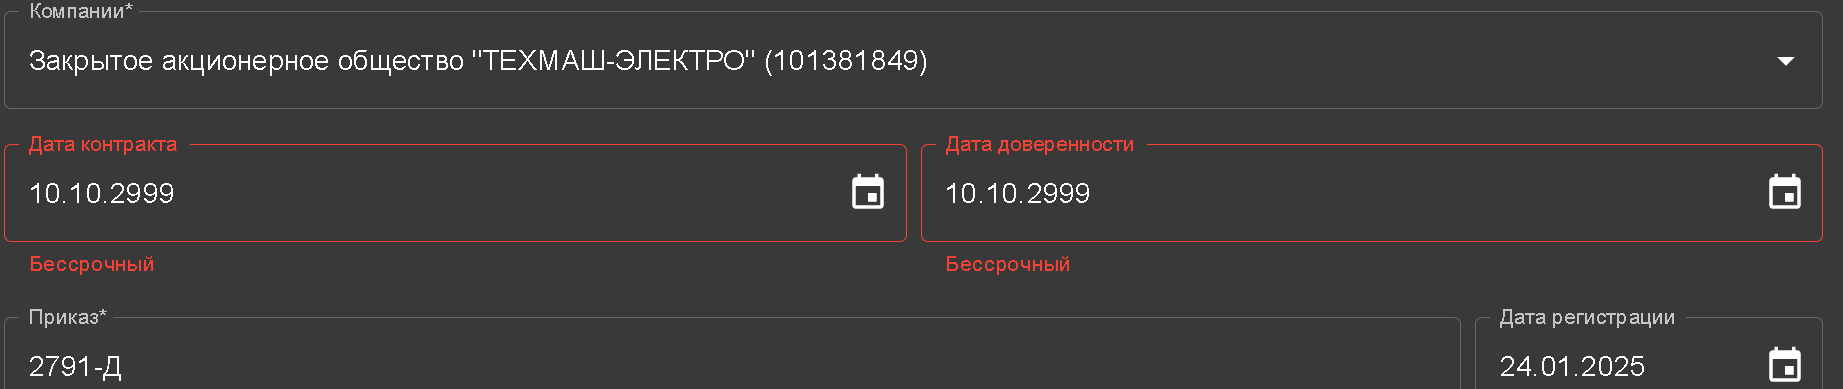 Компании*
Закрытое акционерное общество "ТЕХМАШ-ЭЛЕКТРО" (101381849)
Дата контракта
10.10.2999
Бессрочный
Дата доверенности
10.10.2999
Бессрочный
Приказ*
2791-Д
Дата регистрации
24.01.2025